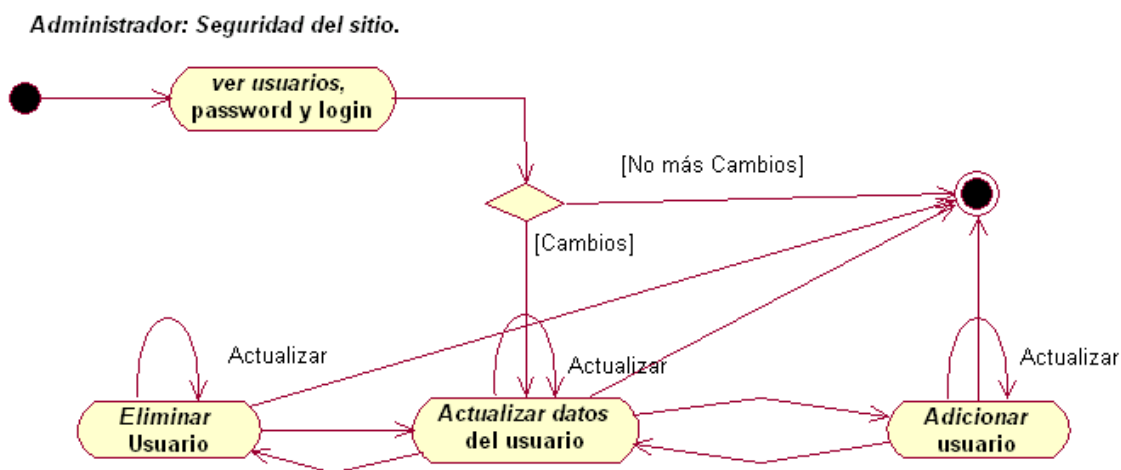 Administrador: Seguridad del sitio.
ver usuarios,
password y login
[No más Cambios]
[Cambios]
Actualizar
Actualizar
Actualizar
Eliminar
Usuario
Actualizar datos
del usuario
Adicionar
usuario